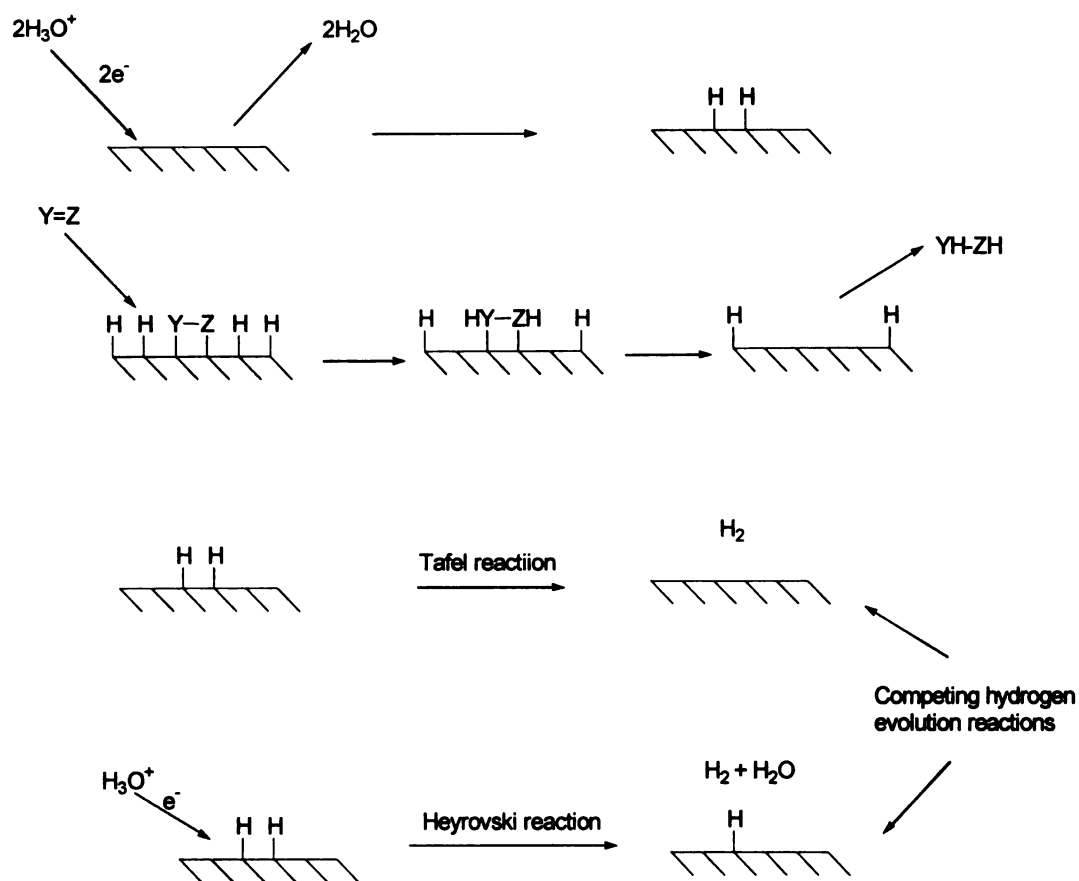 2H₃O⁺ 2H₂O
2e⁻
H H
Y=Z
YH-ZH
H H Y–Z H H H HY–ZH H H H
H₂
H H Tafel reactiion
Competing hydrogen
evolution reactions
H₃O⁺ H₂ + H₂O
e⁻
H H Heyrovski reaction H